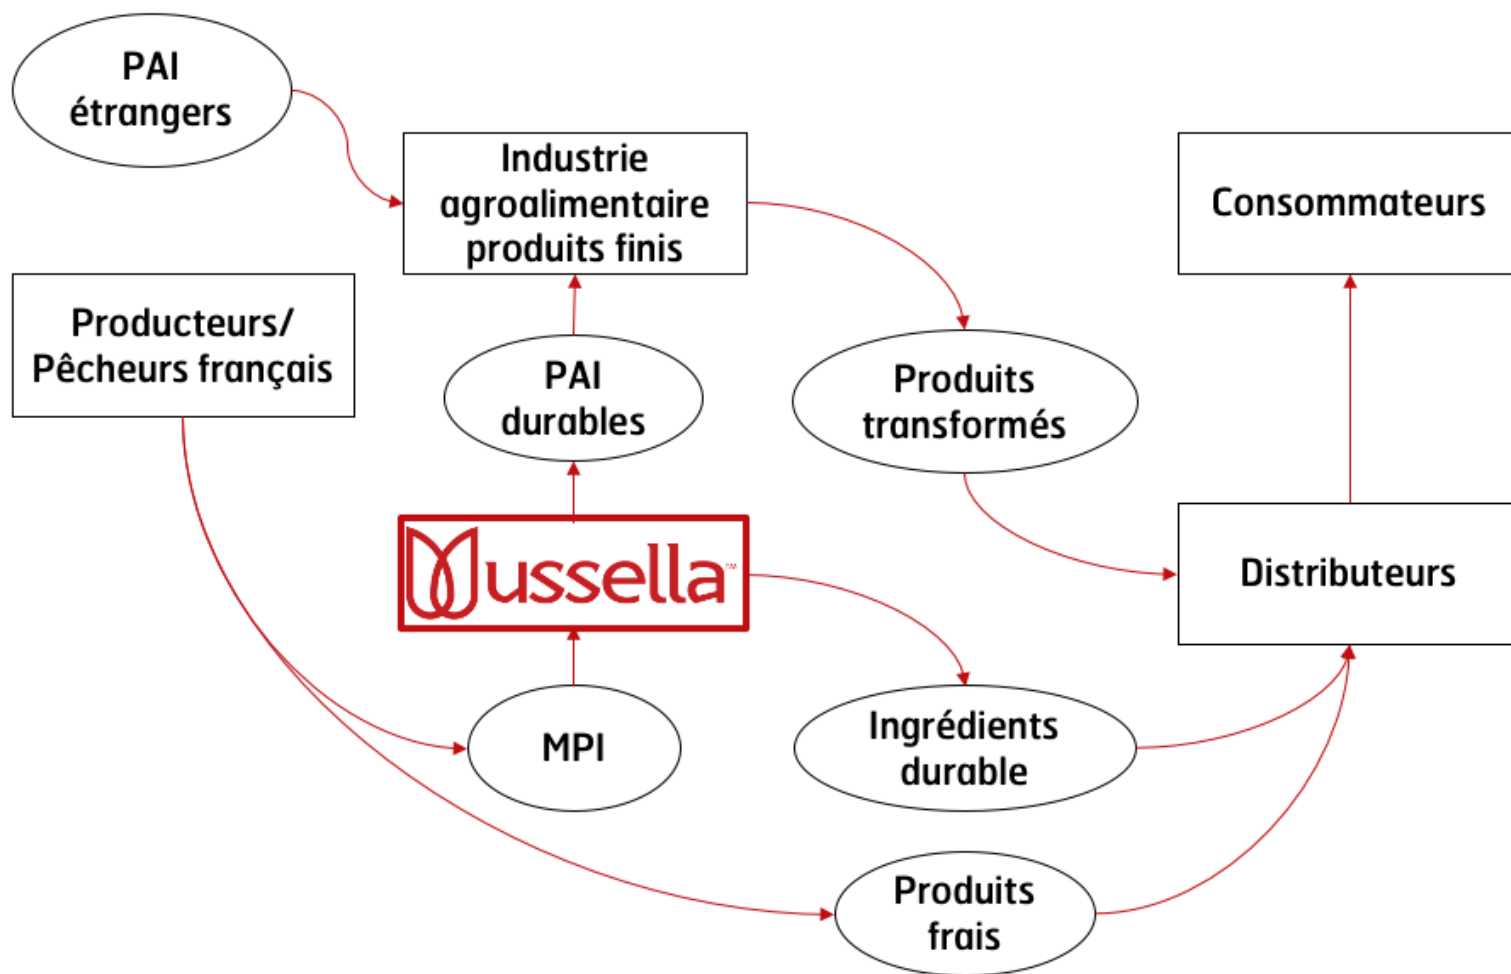 PAI
étrangers
Industrie
agroalimentaire
produits finis
Consommateurs
Producteurs/
Pêcheurs français
PAI
durables
Produits
transformés
Mussella™
Distributeurs
MPI
Ingrédients
durable
Produits
frais